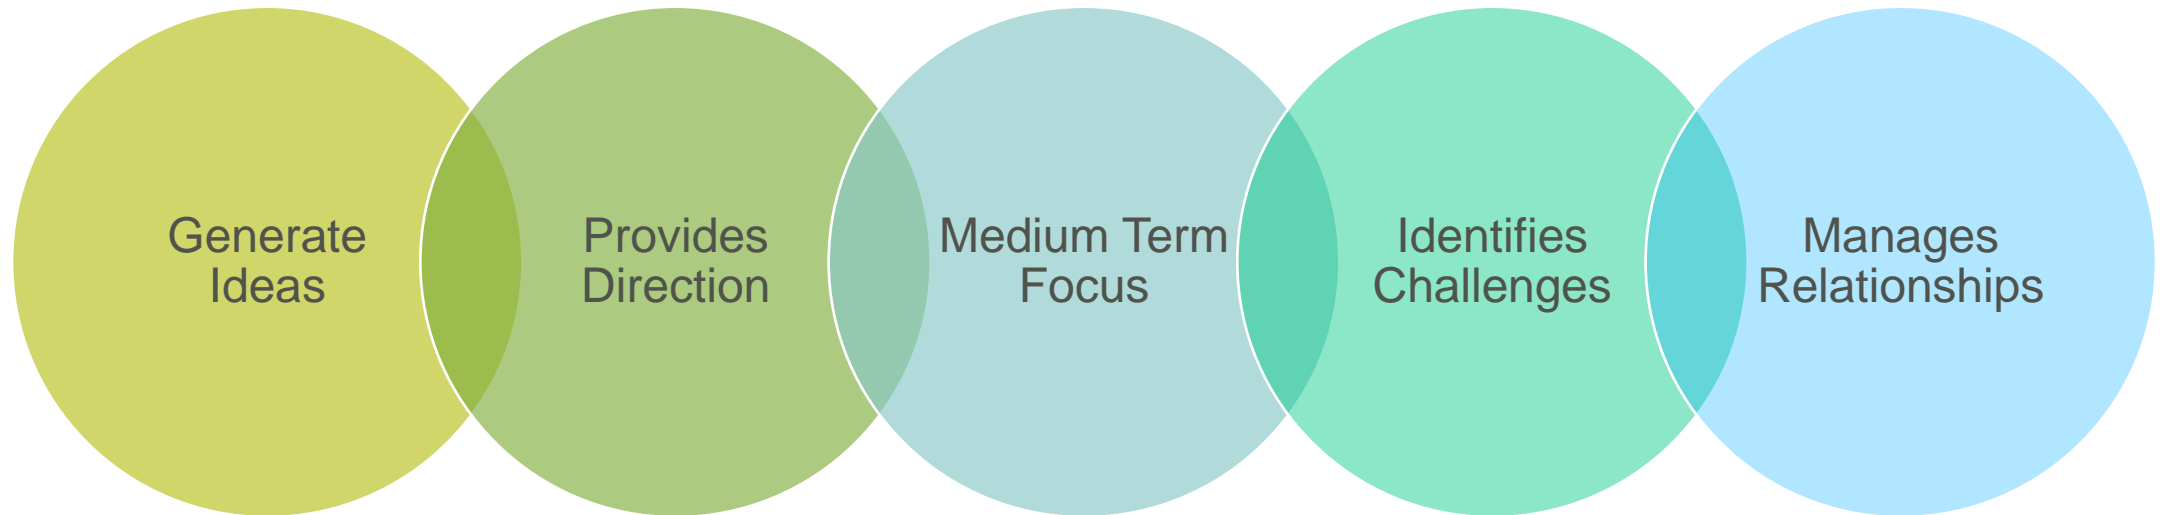 Generate
Ideas
Provides
Direction
Medium Term
Focus
Identifies
Challenges
Manages
Relationships